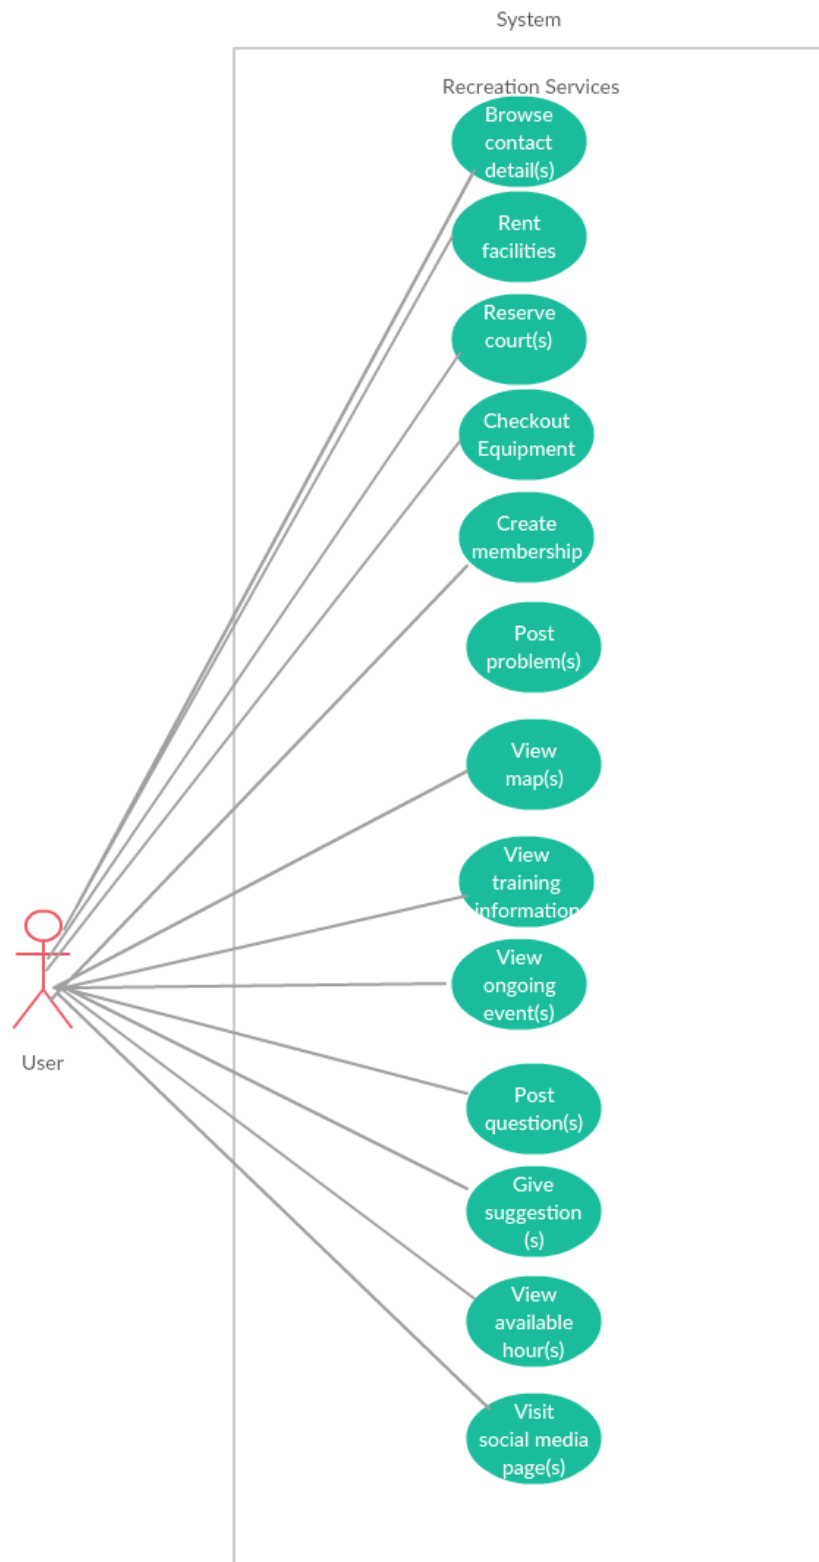 System
Recreation Services
Browse
contact
detail(s)
Rent
facilities
Reserve
court(s)
Checkout
Equipment
Create
membership
Post
problem(s)
View
map(s)
View
training
information
View
ongoing
event(s)
User
Post
question(s)
Give
suggestion
(s)
View
available
hour(s)
Visit
social media
page(s)